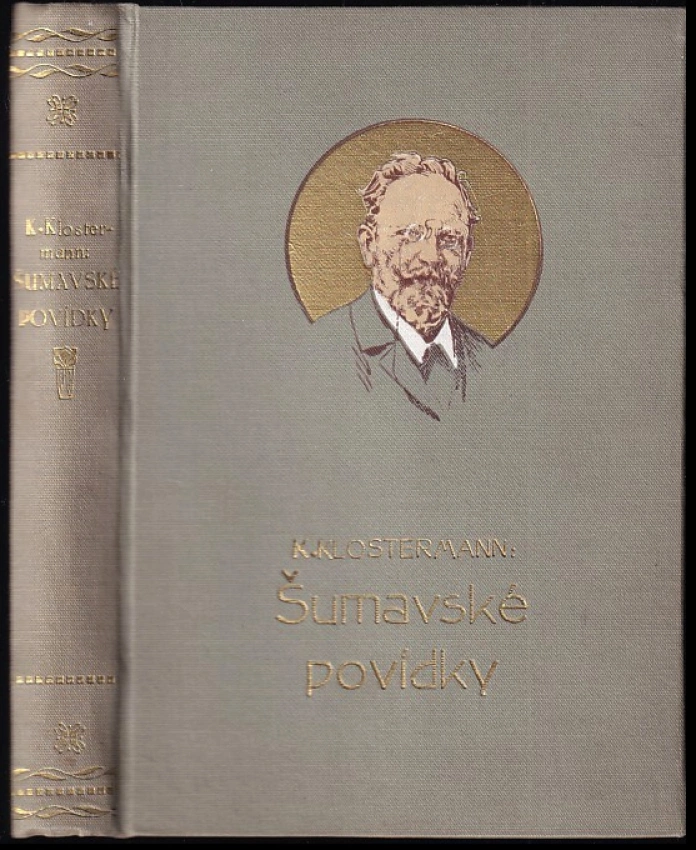 K. Kloster-
mann:
ŠUMAVSKÉ
POVÍDKY
K. KLOSTERMANN:
Šumavské
povídky